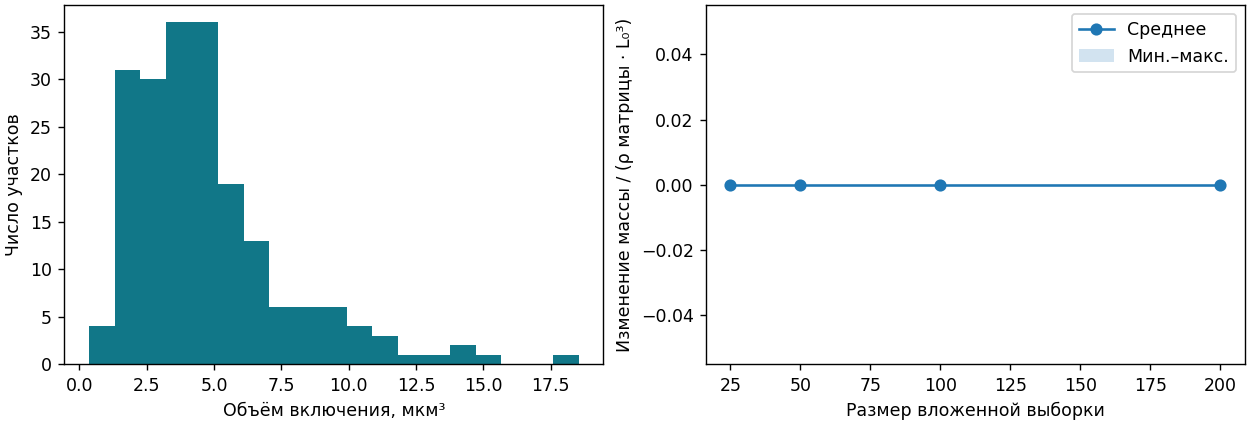 35
30
25
20
15
10
5
0
Число участков
0.0 2.5 5.0 7.5 10.0 12.5 15.0 17.5
Объём включения, мкм³
Изменение массы / (ρ матрицы · L₀³)
0.04
0.02
0.00
−0.02
−0.04
Среднее
Мин.–макс.
25 50 75 100 125 150 175 200
Размер вложенной выборки